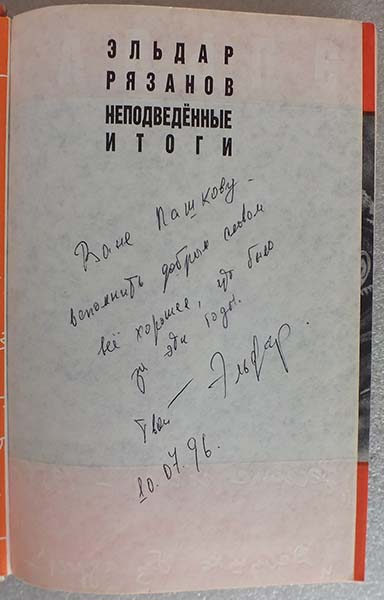 ЭЛЬДАР
РЯЗАНОВ
НЕПОДВЕДЁННЫЕ
ИТОГИ
Ване Пашкову –
вспомнить добрым словом
всё хорошее, что было
за эти годы.
Твой – Эльдар.
10.07.96.